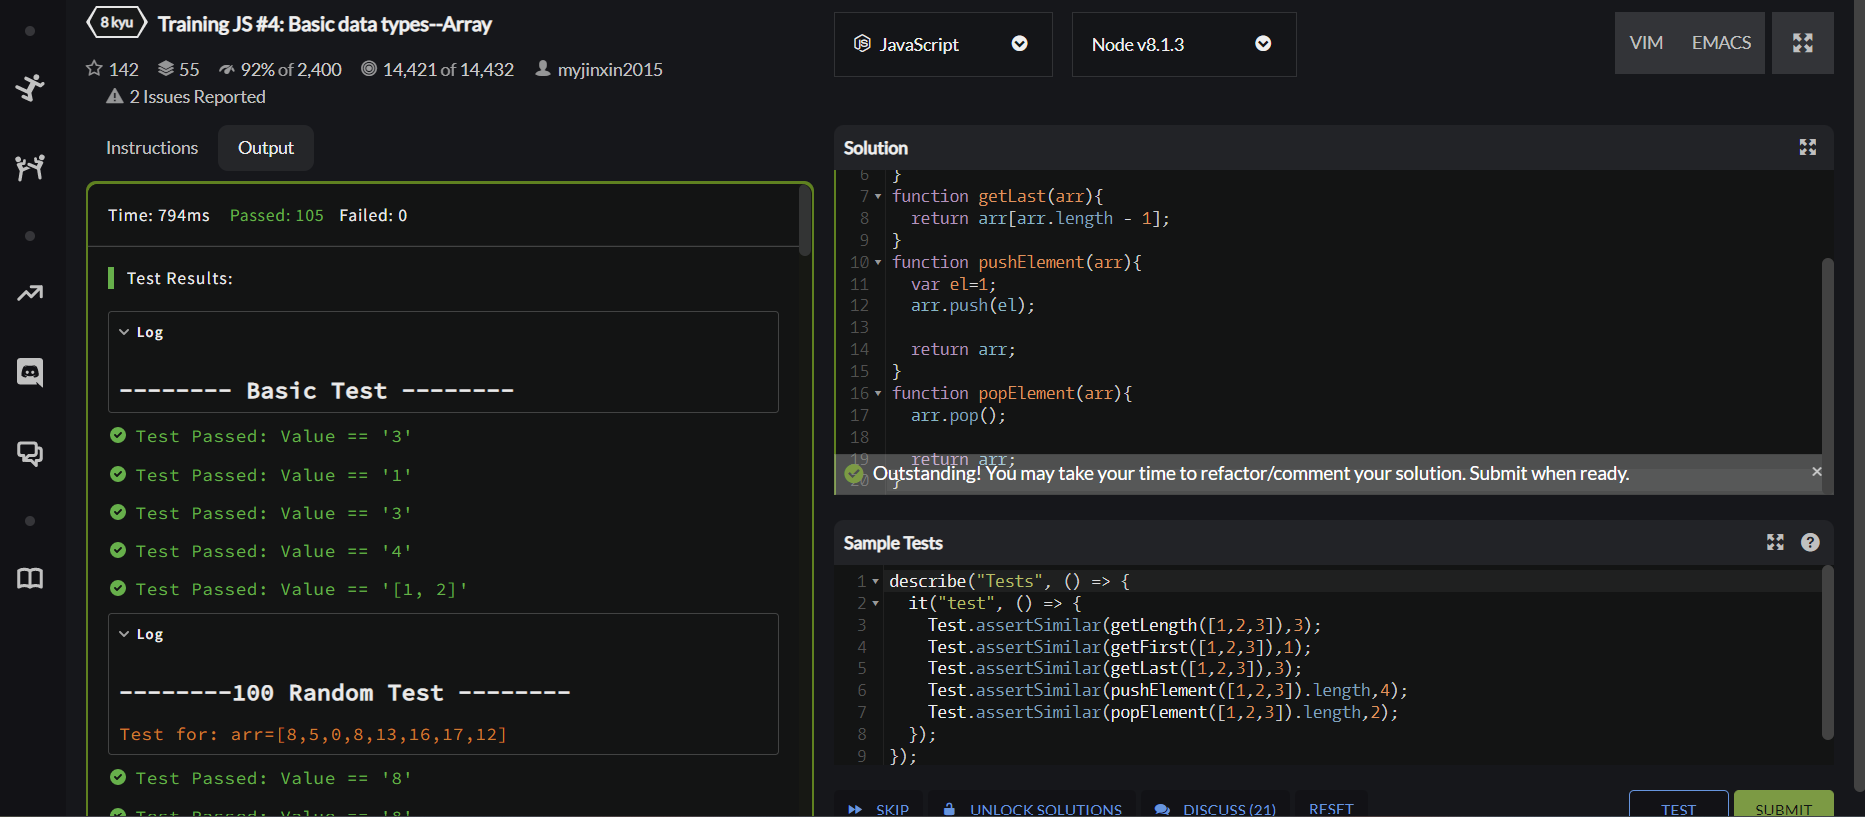 8 kyu
Training JS #4: Basic data types--Array
142 55 92% of 2,400 14,421 of 14,432 myjinxin2015
2 Issues Reported
JavaScript
Node v8.1.3
VIM EMACS
Instructions Output
Time: 794ms Passed: 105 Failed: 0
Test Results:
Log
-------- Basic Test --------
Test Passed: Value == '3'
Test Passed: Value == '1'
Test Passed: Value == '3'
Test Passed: Value == '4'
Test Passed: Value == '[1, 2]'
Log
--------100 Random Test --------
Test for: arr=[8,5,0,8,13,16,17,12]
Test Passed: Value == '8'
Test Passed: Value == '8'
Solution
6 }
7 function getLast(arr){
8 return arr[arr.length - 1];
9 }
10 function pushElement(arr){
11 var el=1;
12 arr.push(el);
13
14 return arr;
15 }
16 function popElement(arr){
17 arr.pop();
18
19 return arr;
20 }
Outstanding! You may take your time to refactor/comment your solution. Submit when ready. ×
Sample Tests
?
1 describe("Tests", () => {
2 it("test", () => {
3 Test.assertSimilar(getLength([1,2,3]),3);
4 Test.assertSimilar(getFirst([1,2,3]),1);
5 Test.assertSimilar(getLast([1,2,3]),3);
6 Test.assertSimilar(pushElement([1,2,3]).length,4);
7 Test.assertSimilar(popElement([1,2,3]).length,2);
8 });
9 });
SKIP UNLOCK SOLUTIONS DISCUSS (21) RESET TEST SUBMIT